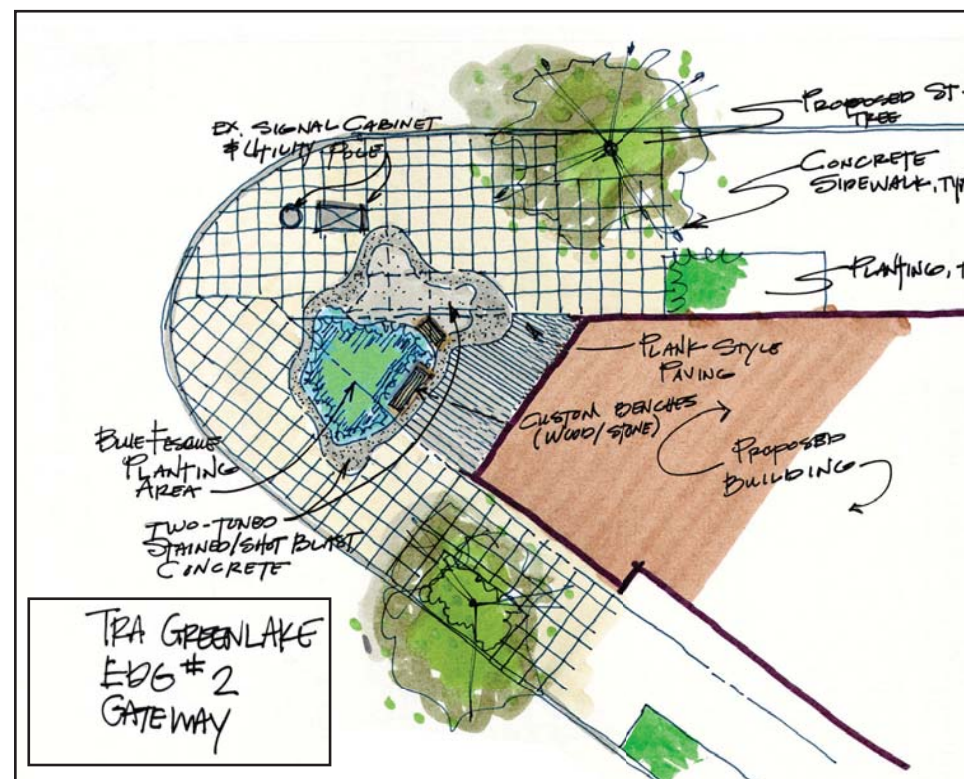 EX. SIGNAL CABINET
& UTILITY POLE
PROPOSED ST
TREE
CONCRETE
SIDEWALK, TYP
PLANTING, T
PLANK STYLE
PAVING
CUSTOM BENCHES
(WOOD/STONE)
PROPOSED
BUILDING
BLUE FESCUE
PLANTING
AREA
TWO-TONED
STAINED/SHOT BLAST
CONCRETE
TRA GREENLAKE
EDG #2
GATEWAY